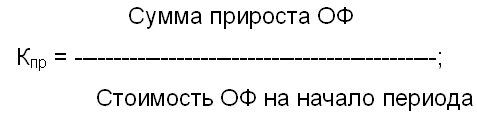 Сумма прироста ОФ
Кпр = -----------------------------------------------;
Стоимость ОФ на начало периода